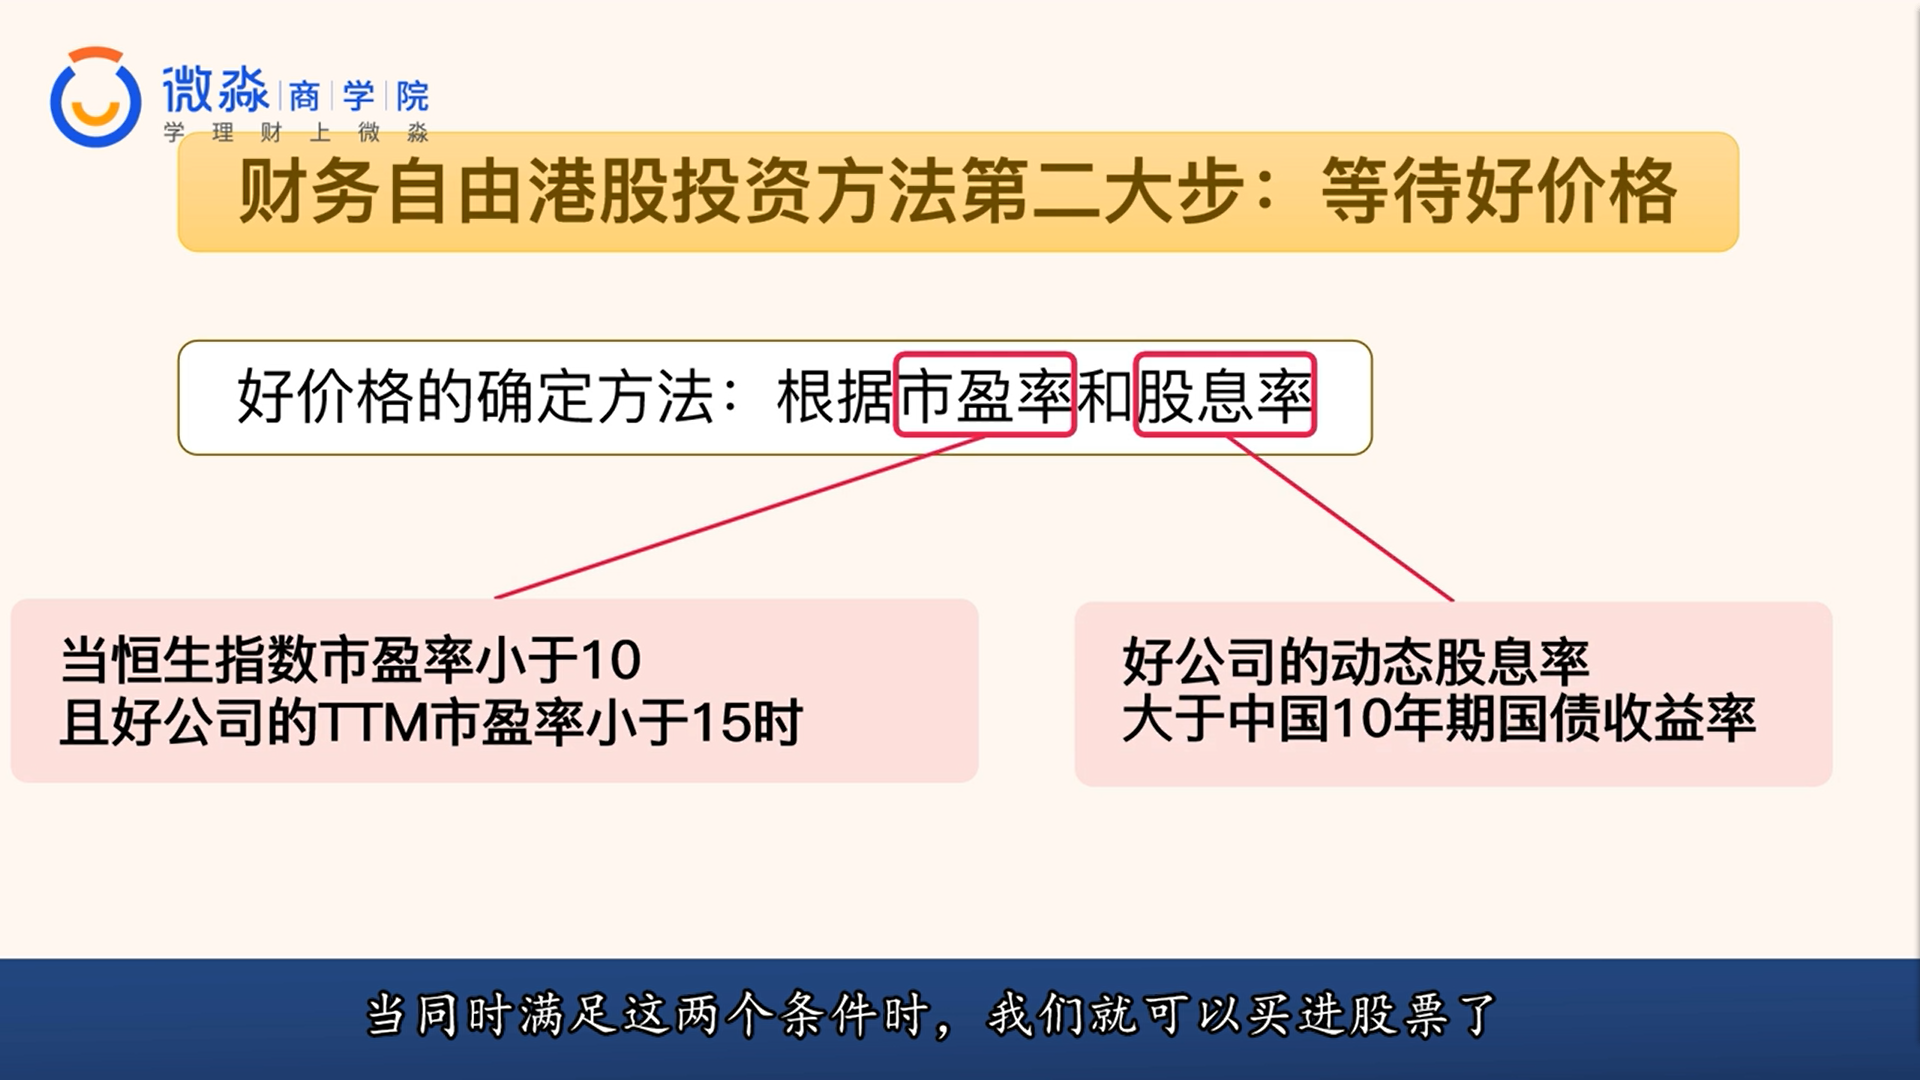 微淼 商 学 院
学 理 财 上 微 淼
财务自由港股投资方法第二大步：等待好价格
好价格的确定方法：根据市盈率和股息率
当恒生指数市盈率小于10
且好公司的TTM市盈率小于15时
好公司的动态股息率
大于中国10年期国债收益率
当同时满足这两个条件时，我们就可以买进股票了